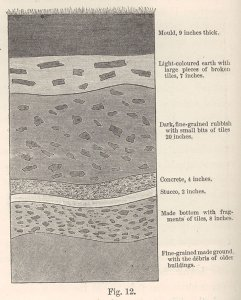 Mould, 9 inches thick.
Light-coloured earth with
large pieces of broken
tiles, 7 inches.
Dark, fine-grained rubbish
with small bits of tiles
20 inches.
Concrete, 4 inches.
Stucco, 2 inches.
Made bottom with frag-
ments of tiles, 8 inches.
Fine-grained made ground,
with the débris of older
buildings.
Fig. 12.